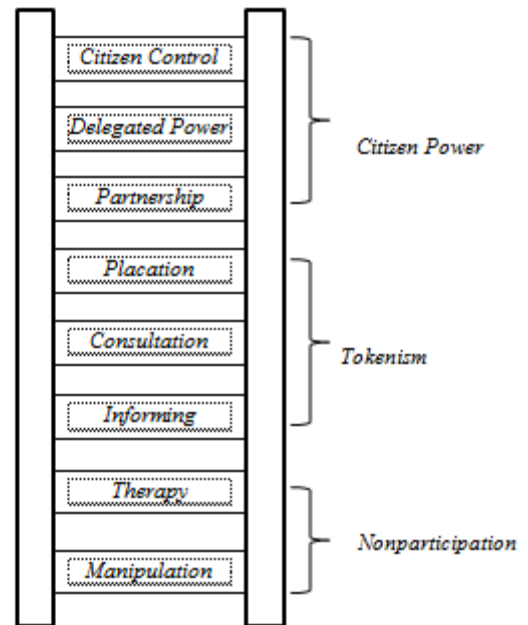 Citizen Control
Delegated Power
Citizen Power
Partnership
Placation
Consultation
Tokenism
Informing
Therapy
Nonparticipation
Manipulation